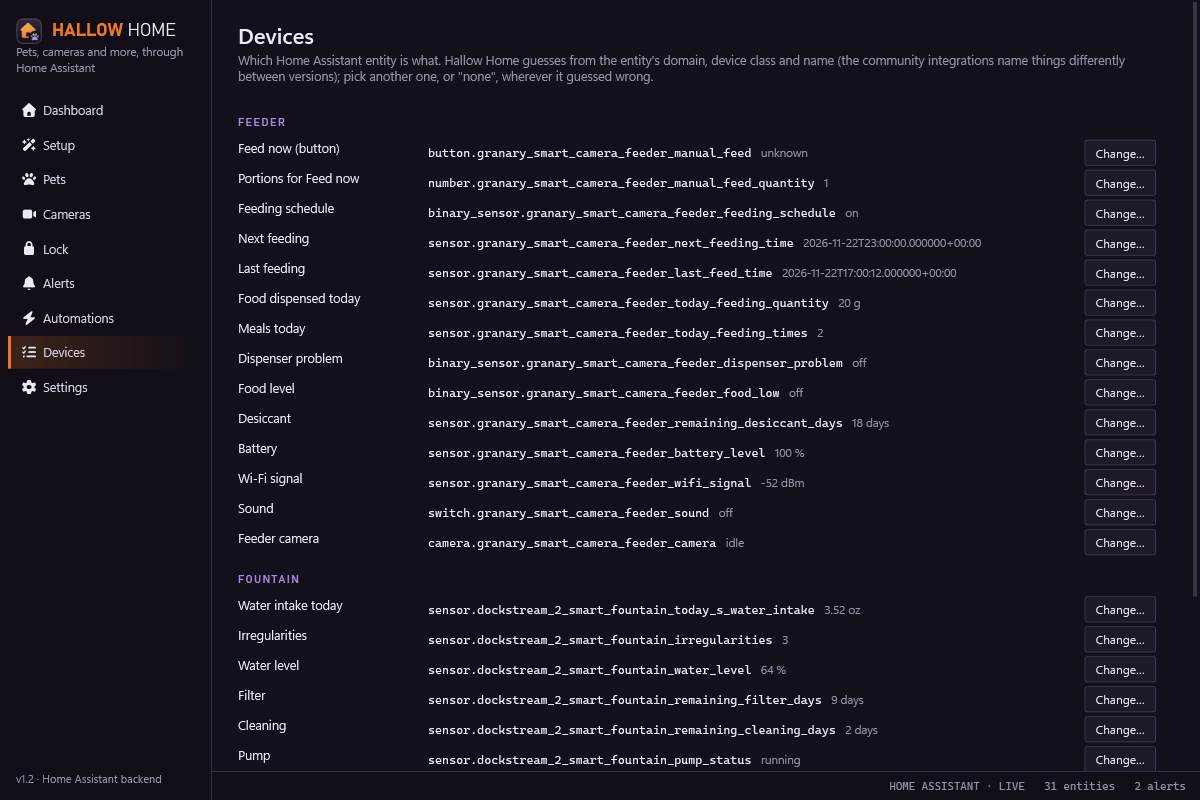 HALLOW HOME
Pets, cameras and more, through
Home Assistant
Dashboard
Setup
Pets
Cameras
Lock
Alerts
Automations
Devices
Settings
v1.2 · Home Assistant backend
Devices
Which Home Assistant entity is what. Hallow Home guesses from the entity's domain, device class and name (the community integrations name things differently
between versions); pick another one, or "none", wherever it guessed wrong.
FEEDER
Feed now (button) button.granary_smart_camera_feeder_manual_feed unknown Change...
Portions for Feed now number.granary_smart_camera_feeder_manual_feed_quantity 1 Change...
Feeding schedule binary_sensor.granary_smart_camera_feeder_feeding_schedule on Change...
Next feeding sensor.granary_smart_camera_feeder_next_feeding_time 2026-11-22T23:00:00.000000+00:00 Change...
Last feeding sensor.granary_smart_camera_feeder_last_feed_time 2026-11-22T17:00:12.000000+00:00 Change...
Food dispensed today sensor.granary_smart_camera_feeder_today_feeding_quantity 20 g Change...
Meals today sensor.granary_smart_camera_feeder_today_feeding_times 2 Change...
Dispenser problem binary_sensor.granary_smart_camera_feeder_dispenser_problem off Change...
Food level binary_sensor.granary_smart_camera_feeder_food_low off Change...
Desiccant sensor.granary_smart_camera_feeder_remaining_desiccant_days 18 days Change...
Battery sensor.granary_smart_camera_feeder_battery_level 100 % Change...
Wi-Fi signal sensor.granary_smart_camera_feeder_wifi_signal -52 dBm Change...
Sound switch.granary_smart_camera_feeder_sound off Change...
Feeder camera camera.granary_smart_camera_feeder_camera idle Change...
FOUNTAIN
Water intake today sensor.dockstream_2_smart_fountain_today_s_water_intake 3.52 oz Change...
Irregularities sensor.dockstream_2_smart_fountain_irregularities 3 Change...
Water level sensor.dockstream_2_smart_fountain_water_level 64 % Change...
Filter sensor.dockstream_2_smart_fountain_remaining_filter_days 9 days Change...
Cleaning sensor.dockstream_2_smart_fountain_remaining_cleaning_days 2 days Change...
Pump sensor.dockstream_2_smart_fountain_pump_status running Change...
HOME ASSISTANT · LIVE 31 entities 2 alerts